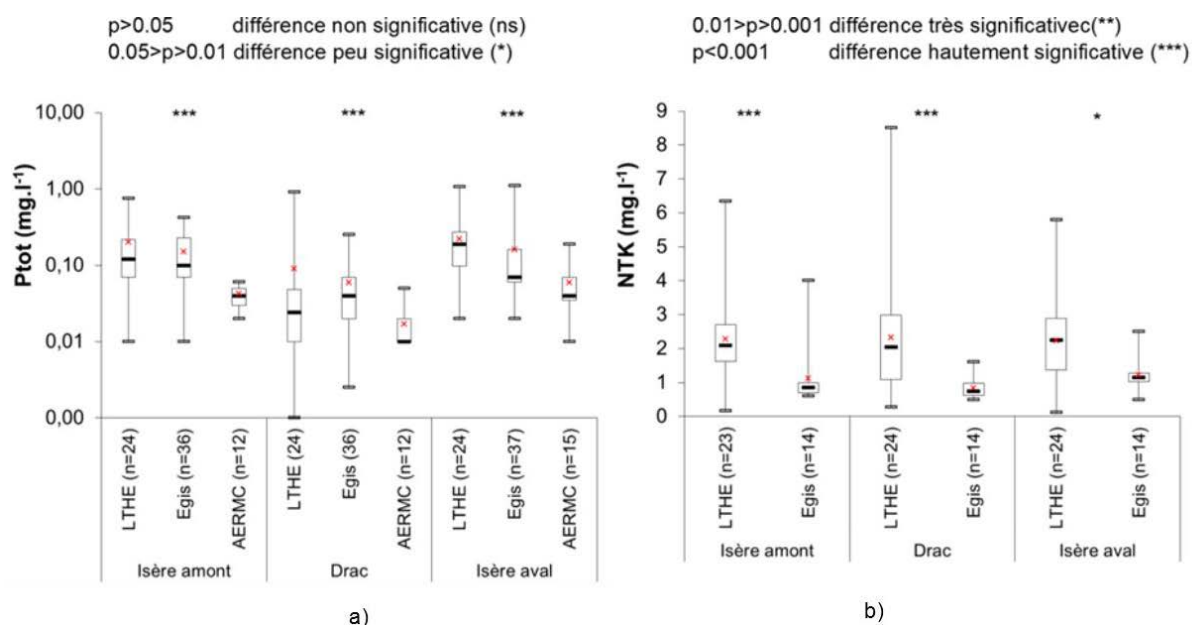 p>0.05 différence non significative (ns)
0.05>p>0.01 différence peu significative (*)
0.01>p>0.001 différence très significativec(**)
p<0.001 différence hautement significative (***)
Ptot (mg.l-1)
10,00
1,00
0,10
0,01
0,00
***
***
***
LTHE (n=24)
Egis (n=36)
AERMC (n=12)
LTHE (24)
Egis (36)
AERMC (n=12)
LTHE (n=24)
Egis (n=37)
AERMC (n=15)
Isère amont
Drac
Isère aval
a)
NTK (mg.l-1)
9
8
7
6
5
4
3
2
1
0
***
***
*
LTHE (n=23)
Egis (n=14)
LTHE (n=24)
Egis (n=14)
LTHE (n=24)
Egis (n=14)
Isère amont
Drac
Isère aval
b)